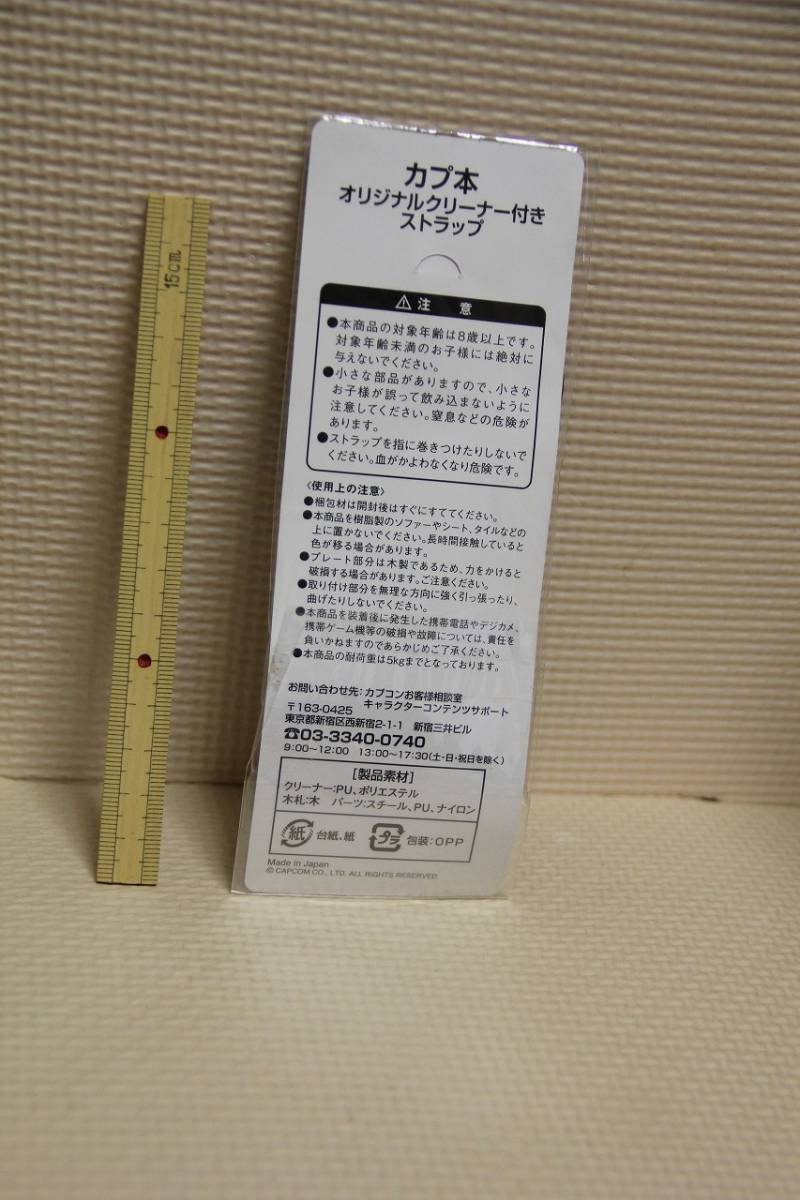 15cm
カプ本
オリジナルクリーナー付き
ストラップ
⚠注 意
●本商品の対象年齢は8歳以上です。
対象年齢未満のお子様には絶対に
与えないでください。
●小さな部品がありますので、小さな
お子様が誤って飲み込まないように
注意してください。窒息などの危険が
あります。
●ストラップを指に巻きつけたりしないで
ください。血がかよわなくなり危険です。
〈使用上の注意〉
●梱包材は開封後はすぐにすててください。
●本商品を樹脂製のソファーやシート、タイルなどの
上に置かないでください。長時間接触していると
色が移る場合があります。
●プレート部分は木製であるため、力をかけると
破損する場合があります。ご注意ください。
●取り付け部分を無理な方向に強く引っ張ったり、
曲げたりしないでください。
●本商品を装着後に発生した携帯電話やデジカメ、
携帯ゲーム機等の破損や故障については、責任を
負いかねますのであらかじめご了承ください。
●本商品の耐荷重は5kgまでとなっております。
お問い合わせ先: カプコンお客様相談室
キャラクターコンテンツサポート
〒163-0425
東京都新宿区西新宿2-1-1 新宿三井ビル
☎03-3340-0740
9:00～12:00 13:00～17:30(土・日・祝日を除く)
[製品素材]
クリーナー:PU、ポリエステル
木札:木 パーツ:スチール、PU、ナイロン
紙 台紙、紙 プラ 包装:OPP
Made in Japan
© CAPCOM CO., LTD. ALL RIGHTS RESERVED.